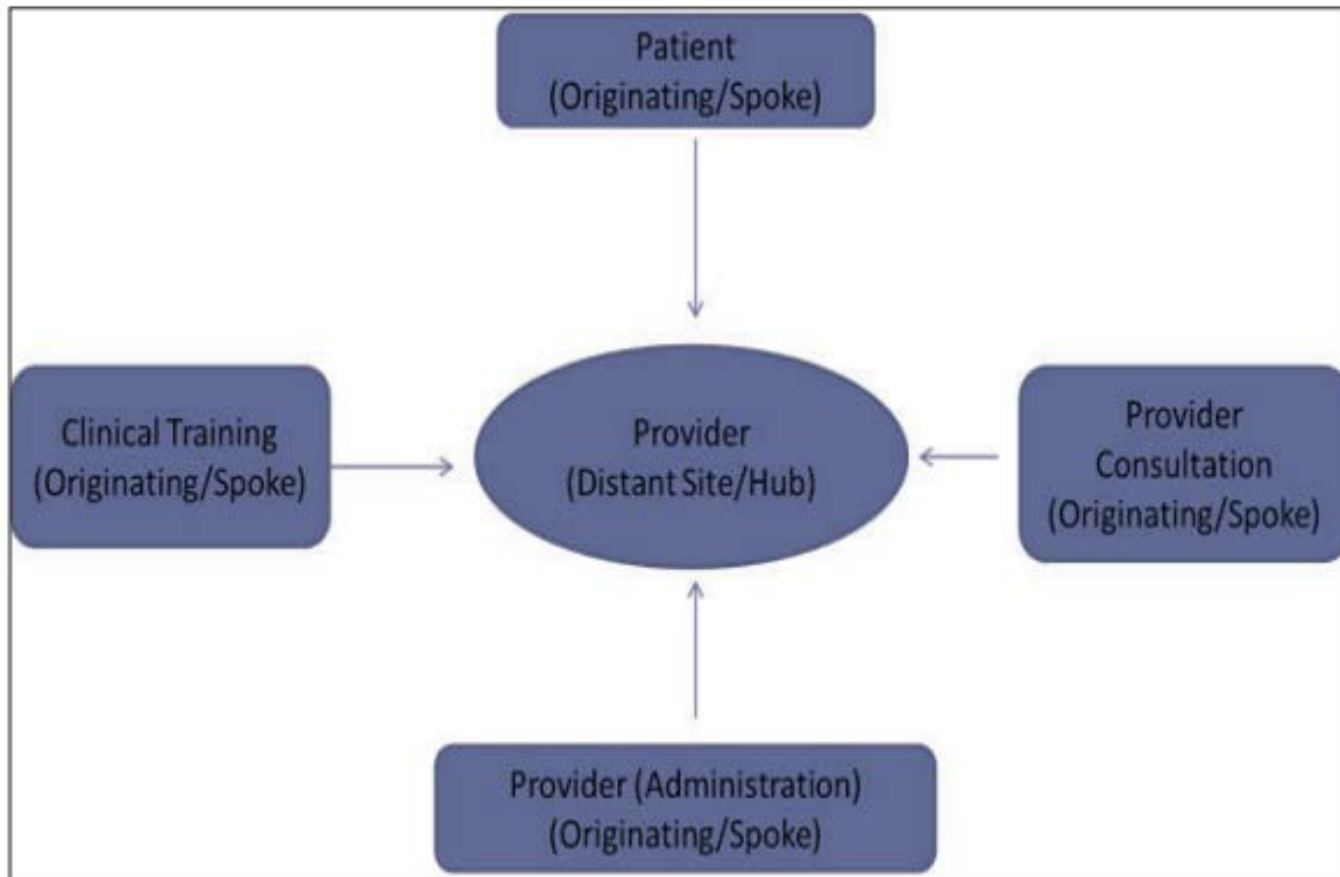 Patient
(Originating/Spoke)
Clinical Training
(Originating/Spoke)
Provider
(Distant Site/Hub)
Provider
Consultation
(Originating/Spoke)
Provider (Administration)
(Originating/Spoke)